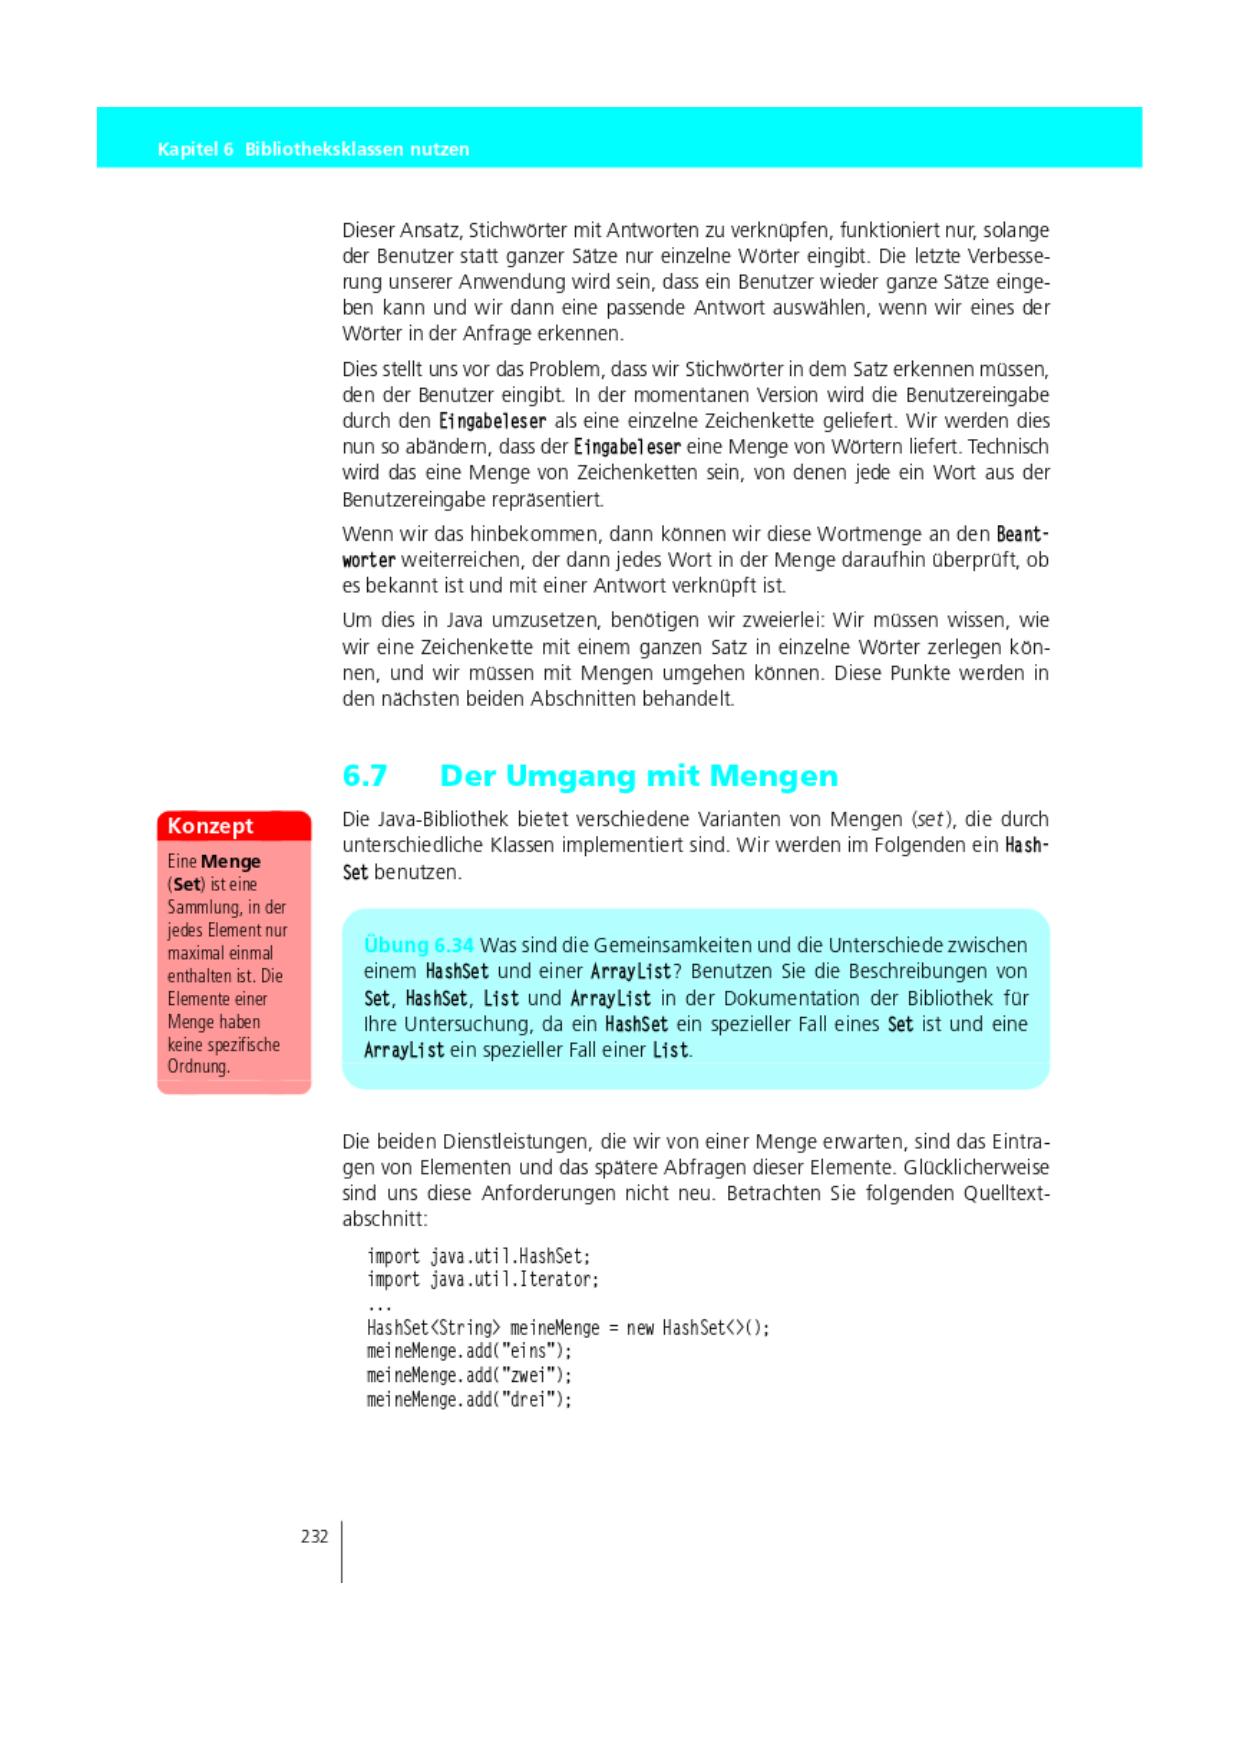 Kapitel 6 Bibliotheksklassen nutzen
Dieser Ansatz, Stichwörter mit Antworten zu verknüpfen, funktioniert nur, solange
der Benutzer statt ganzer Sätze nur einzelne Wörter eingibt. Die letzte Verbesse-
rung unserer Anwendung wird sein, dass ein Benutzer wieder ganze Sätze einge-
ben kann und wir dann eine passende Antwort auswählen, wenn wir eines der
Wörter in der Anfrage erkennen.
Dies stellt uns vor das Problem, dass wir Stichwörter in dem Satz erkennen müssen,
den der Benutzer eingibt. In der momentanen Version wird die Benutzereingabe
durch den Eingabeleser als eine einzelne Zeichenkette geliefert. Wir werden dies
nun so abändern, dass der Eingabeleser eine Menge von Wörtern liefert. Technisch
wird das eine Menge von Zeichenketten sein, von denen jede ein Wort aus der
Benutzereingabe repräsentiert.
Wenn wir das hinbekommen, dann können wir diese Wortmenge an den Beant-
worter weiterreichen, der dann jedes Wort in der Menge daraufhin überprüft, ob
es bekannt ist und mit einer Antwort verknüpft ist.
Um dies in Java umzusetzen, benötigen wir zweierlei: Wir müssen wissen, wie
wir eine Zeichenkette mit einem ganzen Satz in einzelne Wörter zerlegen kön-
nen, und wir müssen mit Mengen umgehen können. Diese Punkte werden in
den nächsten beiden Abschnitten behandelt.
6.7 Der Umgang mit Mengen
Konzept
Eine Menge
(Set) ist eine
Sammlung, in der
jedes Element nur
maximal einmal
enthalten ist. Die
Elemente einer
Menge haben
keine spezifische
Ordnung.
Die Java-Bibliothek bietet verschiedene Varianten von Mengen (set), die durch
unterschiedliche Klassen implementiert sind. Wir werden im Folgenden ein Hash-
Set benutzen.
Übung 6.34 Was sind die Gemeinsamkeiten und die Unterschiede zwischen
einem HashSet und einer ArrayList? Benutzen Sie die Beschreibungen von
Set, HashSet, List und ArrayList in der Dokumentation der Bibliothek für
Ihre Untersuchung, da ein HashSet ein spezieller Fall eines Set ist und eine
ArrayList ein spezieller Fall einer List.
Die beiden Dienstleistungen, die wir von einer Menge erwarten, sind das Eintra-
gen von Elementen und das spätere Abfragen dieser Elemente. Glücklicherweise
sind uns diese Anforderungen nicht neu. Betrachten Sie folgenden Quelltext-
abschnitt:
import java.util.HashSet;
import java.util.Iterator;
...
HashSet<String> meineMenge = new HashSet<>();
meineMenge.add("eins");
meineMenge.add("zwei");
meineMenge.add("drei");
232